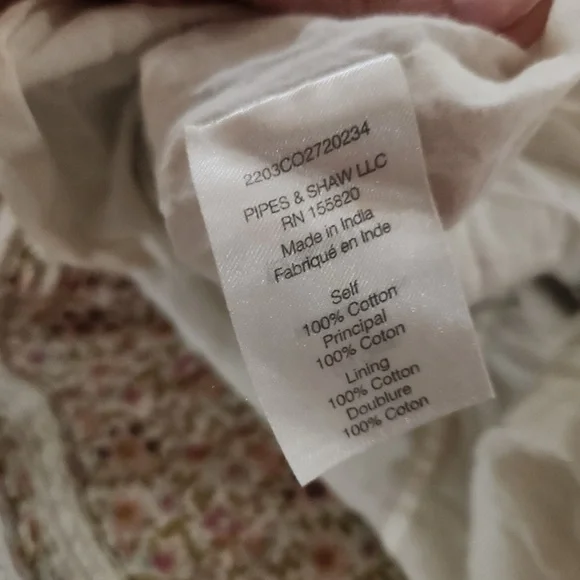 2203CO2720234
PIPES & SHAW LLC
RN 155820
Made in India
Fabriqué en Inde
Self
100% Cotton
Principal
100% Coton
Lining
100% Cotton
Doublure
100% Coton